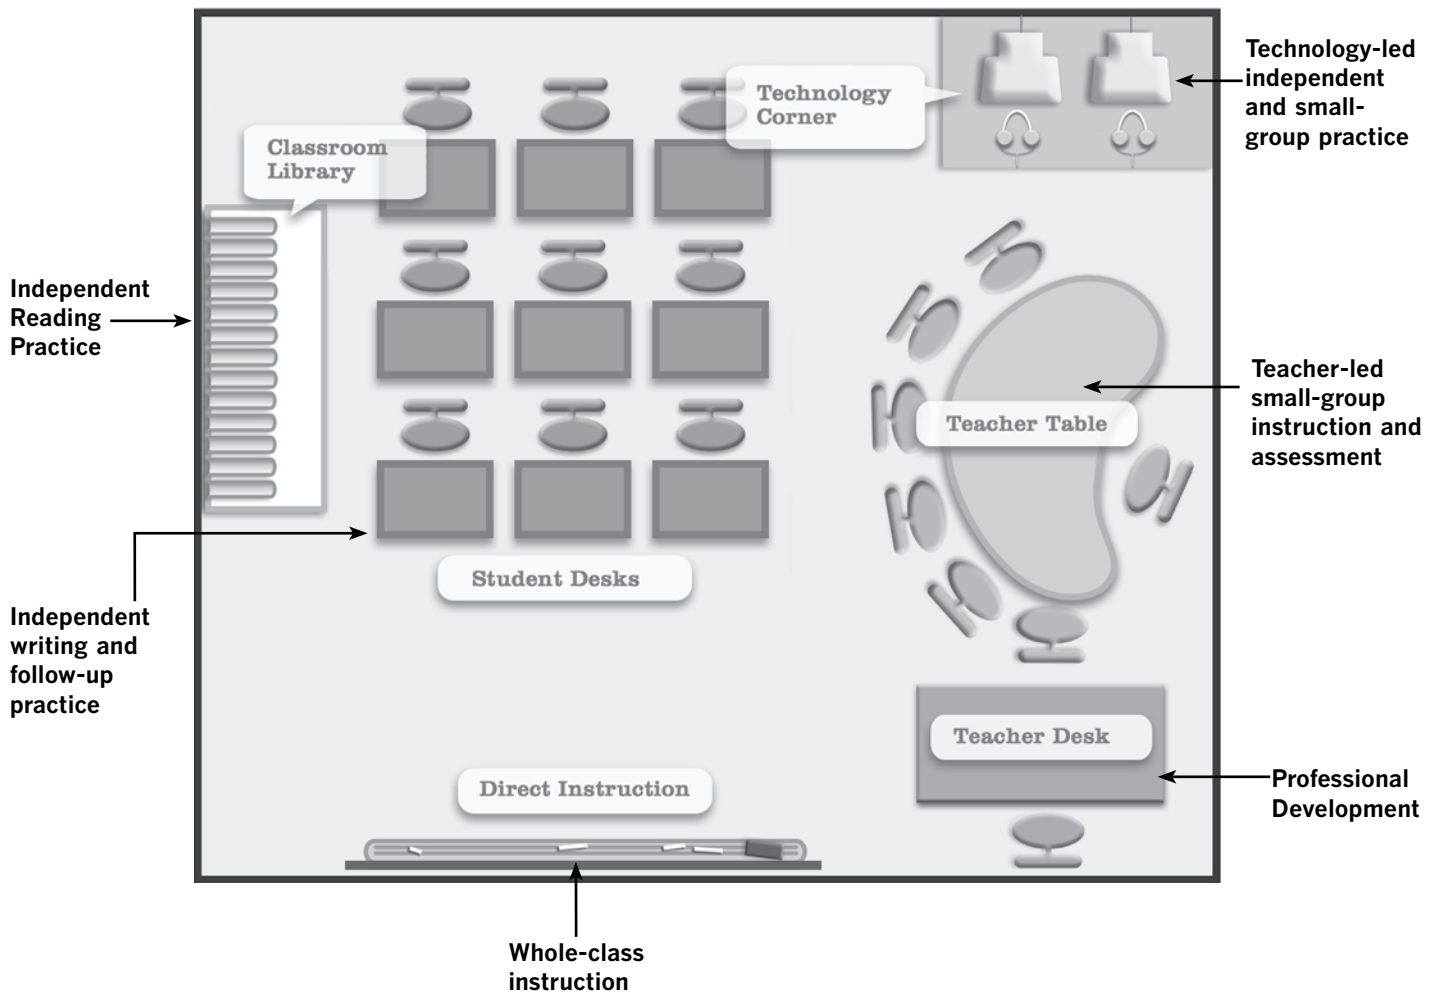 Technology-led
independent
and small-
group practice
Technology
Corner
Classroom
Library
Independent
Reading
Practice
Teacher-led
small-group
instruction and
assessment
Teacher Table
Student Desks
Independent
writing and
follow-up
practice
Teacher Desk
Professional
Development
Direct Instruction
Whole-class
instruction